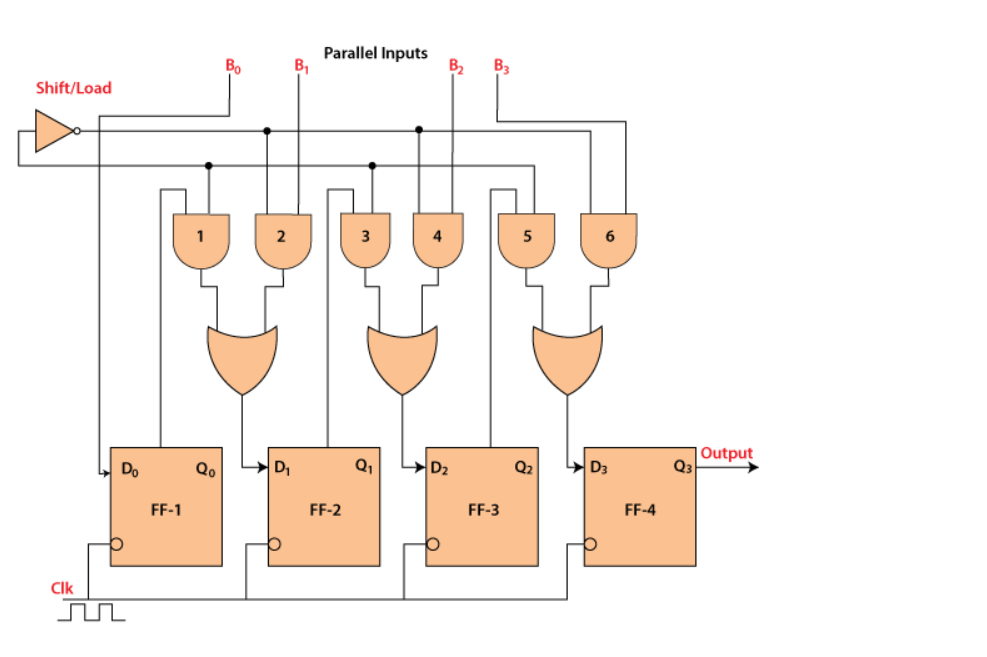 Parallel Inputs
B₀ B₁ B₂ B₃
Shift/Load
1 2 3 4 5 6
D₀ Q₀ D₁ Q₁ D₂ Q₂ D₃ Q₃ Output
FF-1 FF-2 FF-3 FF-4
Clk